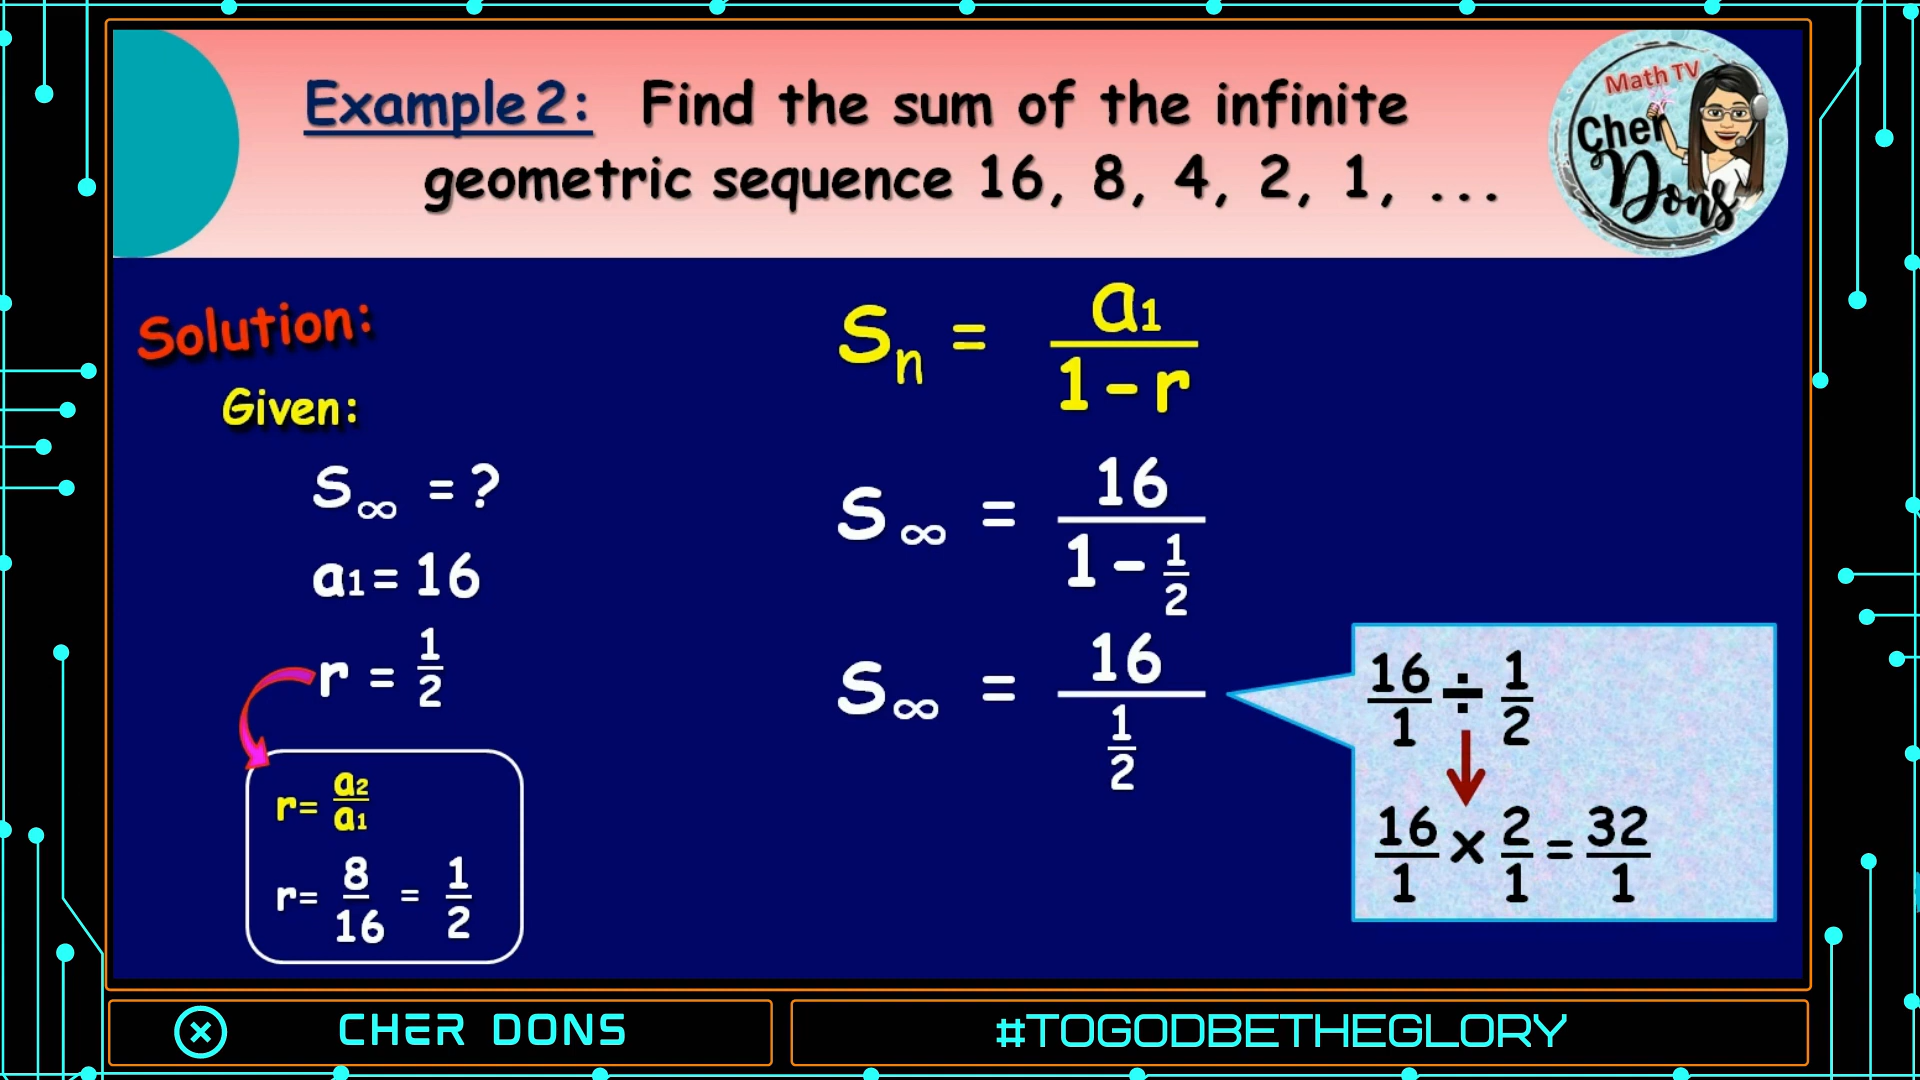 Example 2: Find the sum of the infinite
geometric sequence 16, 8, 4, 2, 1, ...
Math TV
Cher
Dons
Solution:
Given:
S∞ = ?
a1 = 16
r = 1/2
r = a2/a1
r = 8/16 = 1/2
Sn = a1/(1 - r)
S∞ = 16/(1 - 1/2)
S∞ = 16/(1/2)
16/1 ÷ 1/2
16/1 × 2/1 = 32/1
CHER DONS
#TOGODBETHEGLORY